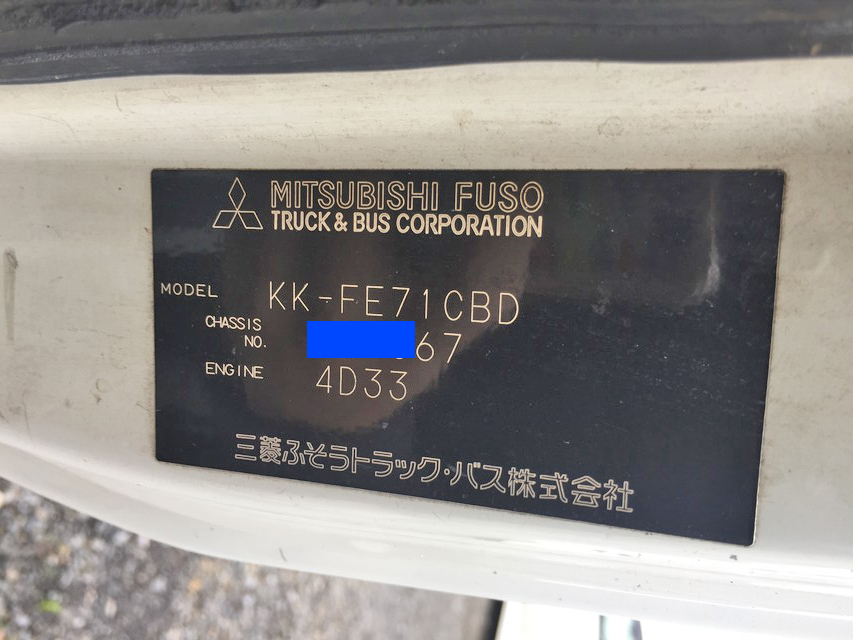 MITSUBISHI FUSO
TRUCK & BUS CORPORATION
MODEL KK-FE71CBD
CHASSIS
NO. 67
ENGINE 4D33
三菱ふそうトラック・バス株式会社